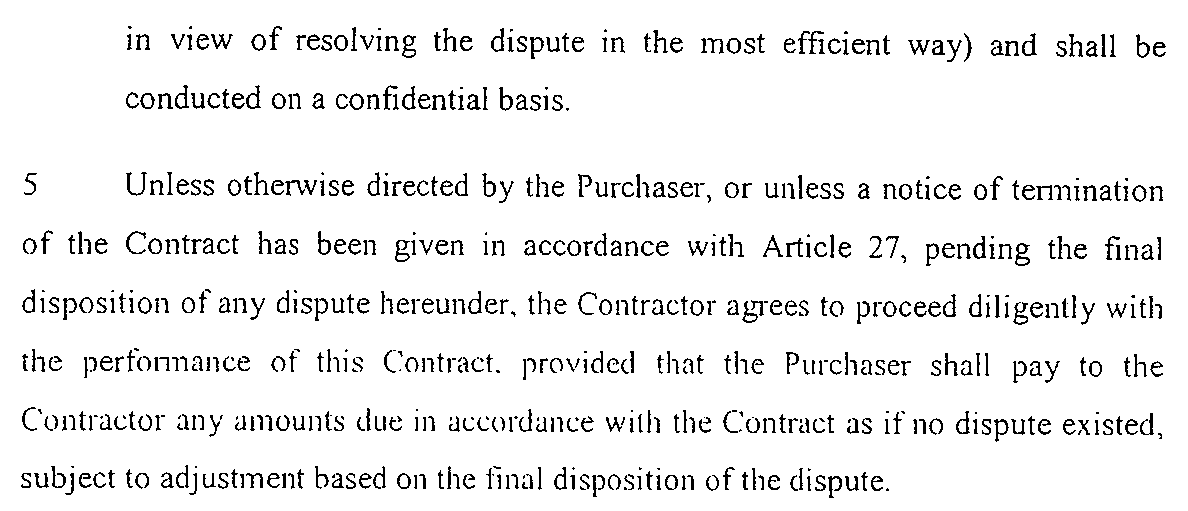 in view of resolving the dispute in the most efficient way) and shall be
conducted on a confidential basis.
5 Unless otherwise directed by the Purchaser, or unless a notice of termination
of the Contract has been given in accordance with Article 27, pending the final
disposition of any dispute hereunder, the Contractor agrees to proceed diligently with
the performance of this Contract. provided that the Purchaser shall pay to the
Contractor any amounts due in accordance with the Contract as if no dispute existed,
subject to adjustment based on the final disposition of the dispute.